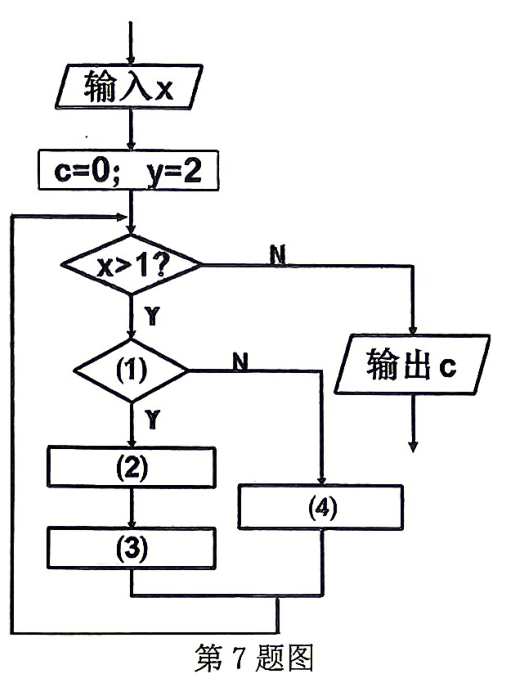 输入x
c=0; y=2
x>1?
N
Y
(1)
N
输出c
Y
(2)
(4)
(3)
第7题图